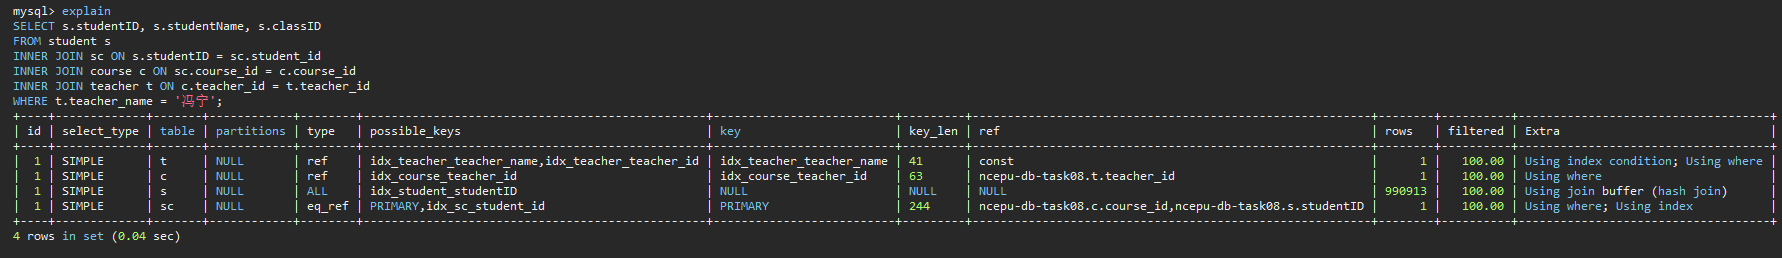 mysql> explain
SELECT s.studentID, s.studentName, s.classID
FROM student s
INNER JOIN sc ON s.studentID = sc.student_id
INNER JOIN course c ON sc.course_id = c.course_id
INNER JOIN teacher t ON c.teacher_id = t.teacher_id
WHERE t.teacher_name = '冯宁';
| id | select_type | table | partitions | type | possible_keys | key | key_len | ref | rows | filtered | Extra |
| 1 | SIMPLE | t | NULL | ref | idx_teacher_teacher_name,idx_teacher_teacher_id | idx_teacher_teacher_name | 41 | const | 1 | 100.00 | Using index condition; Using where |
| 1 | SIMPLE | c | NULL | ref | idx_course_teacher_id | idx_course_teacher_id | 63 | ncepu-db-task08.t.teacher_id | 1 | 100.00 | Using where |
| 1 | SIMPLE | s | NULL | ALL | idx_student_studentID | NULL | NULL | NULL | 990913 | 100.00 | Using join buffer (hash join) |
| 1 | SIMPLE | sc | NULL | eq_ref | PRIMARY,idx_sc_student_id | PRIMARY | 244 | ncepu-db-task08.c.course_id,ncepu-db-task08.s.studentID | 1 | 100.00 | Using where; Using index |
4 rows in set (0.04 sec)